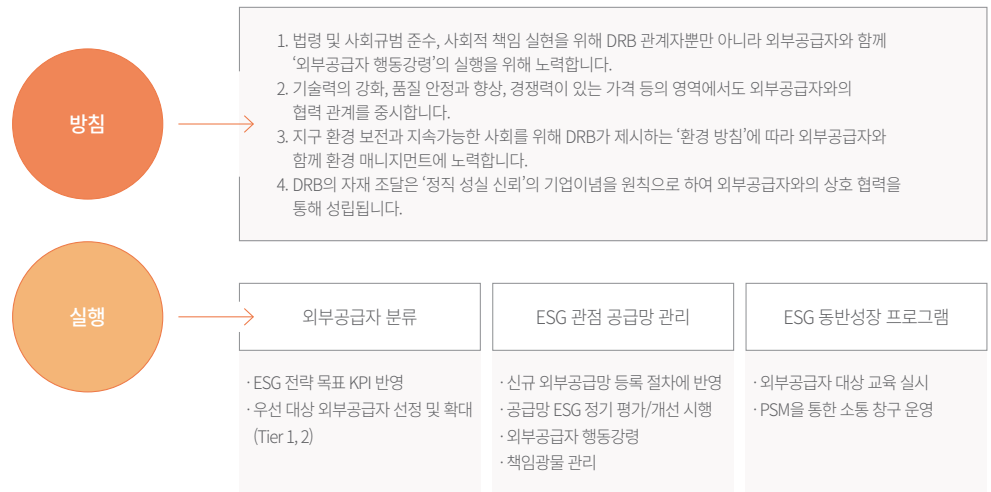 방침
1. 법령 및 사회규범 준수, 사회적 책임 실현을 위해 DRB 관계자뿐만 아니라 외부공급자와 함께
‘외부공급자 행동강령’의 실행을 위해 노력합니다.
2. 기술력의 강화, 품질 안정과 향상, 경쟁력이 있는 가격 등의 영역에서도 외부공급자와의
협력 관계를 중시합니다.
3. 지구 환경 보전과 지속가능한 사회를 위해 DRB가 제시하는 ‘환경 방침’에 따라 외부공급자와
함께 환경 매니지먼트에 노력합니다.
4. DRB의 자재 조달은 ‘정직 성실 신뢰’의 기업이념을 원칙으로 하여 외부공급자와의 상호 협력을
통해 성립됩니다.
실행
외부공급자 분류
· ESG 전략 목표 KPI 반영
· 우선 대상 외부공급자 선정 및 확대
(Tier 1, 2)
ESG 관점 공급망 관리
· 신규 외부공급망 등록 절차에 반영
· 공급망 ESG 정기 평가/개선 시행
· 외부공급자 행동강령
· 책임광물 관리
ESG 동반성장 프로그램
· 외부공급자 대상 교육 실시
· PSM을 통한 소통 창구 운영